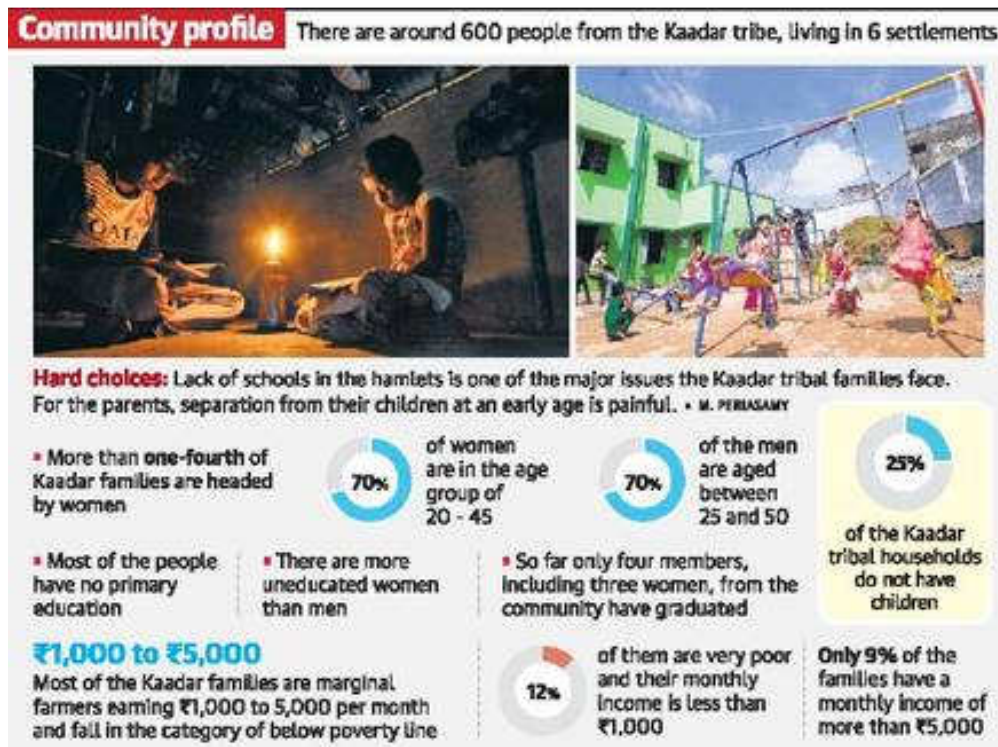 Community profile There are around 600 people from the Kaadar tribe, living in 6 settlements
Hard choices: Lack of schools in the hamlets is one of the major issues the Kaadar tribal families face.
For the parents, separation from their children at an early age is painful. • M. PERIASAMY
▪ More than one-fourth of
Kaadar families are headed
by women
70%
of women
are in the age
group of
20 - 45
70%
of the men
are aged
between
25 and 50
25%
of the Kaadar
tribal households
do not have
children
▪ Most of the people
have no primary
education
▪ There are more
uneducated women
than men
▪ So far only four members,
including three women, from the
community have graduated
₹1,000 to ₹5,000
Most of the Kaadar families are marginal
farmers earning ₹1,000 to 5,000 per month
and fall in the category of below poverty line
12%
of them are very poor
and their monthly
income is less than
₹1,000
Only 9% of the
families have a
monthly income of
more than ₹5,000